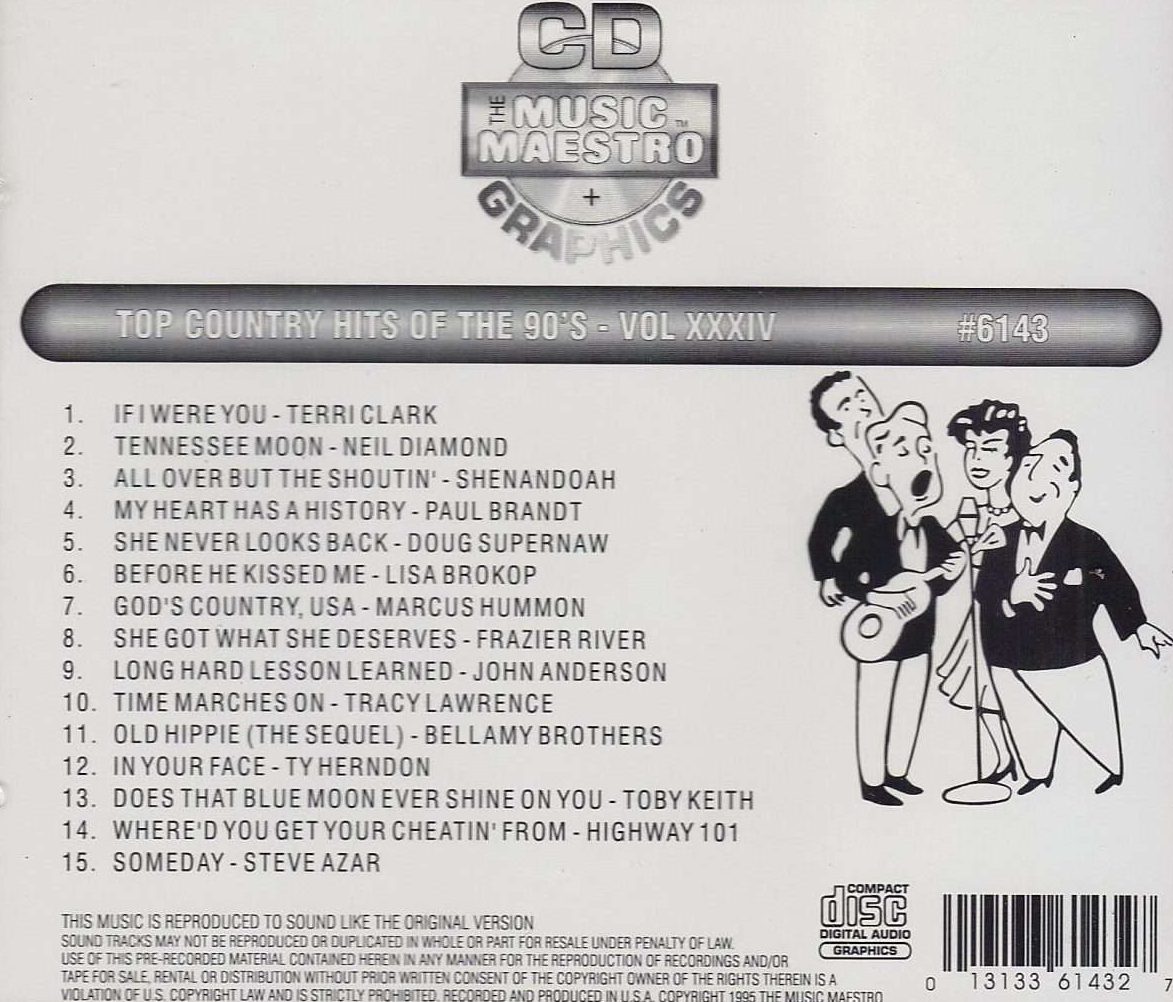 CD
THE MUSIC™
MAESTRO
+
GRAPHICS
TOP COUNTRY HITS OF THE 90'S - VOL XXXIV #6143
1. IF I WERE YOU - TERRI CLARK
2. TENNESSEE MOON - NEIL DIAMOND
3. ALL OVER BUT THE SHOUTIN' - SHENANDOAH
4. MY HEART HAS A HISTORY - PAUL BRANDT
5. SHE NEVER LOOKS BACK - DOUG SUPERNAW
6. BEFORE HE KISSED ME - LISA BROKOP
7. GOD'S COUNTRY, USA - MARCUS HUMMON
8. SHE GOT WHAT SHE DESERVES - FRAZIER RIVER
9. LONG HARD LESSON LEARNED - JOHN ANDERSON
10. TIME MARCHES ON - TRACY LAWRENCE
11. OLD HIPPIE (THE SEQUEL) - BELLAMY BROTHERS
12. IN YOUR FACE - TY HERNDON
13. DOES THAT BLUE MOON EVER SHINE ON YOU - TOBY KEITH
14. WHERE'D YOU GET YOUR CHEATIN' FROM - HIGHWAY 101
15. SOMEDAY - STEVE AZAR
THIS MUSIC IS REPRODUCED TO SOUND LIKE THE ORIGINAL VERSION
SOUND TRACKS MAY NOT BE REPRODUCED OR DUPLICATED IN WHOLE OR PART FOR RESALE UNDER PENALTY OF LAW.
USE OF THIS PRE-RECORDED MATERIAL CONTAINED HEREIN IN ANY MANNER FOR THE REPRODUCTION OF RECORDINGS AND/OR
TAPE FOR SALE, RENTAL OR DISTRIBUTION WITHOUT PRIOR WRITTEN CONSENT OF THE COPYRIGHT OWNER OF THE RIGHTS THEREIN IS A
VIOLATION OF U.S. COPYRIGHT LAW AND IS STRICTLY PROHIBITED. RECORDED AND PRODUCED IN U.S.A. COPYRIGHT 1995 THE MUSIC MAESTRO
COMPACT
disc
DIGITAL AUDIO
GRAPHICS
0 13133 61432